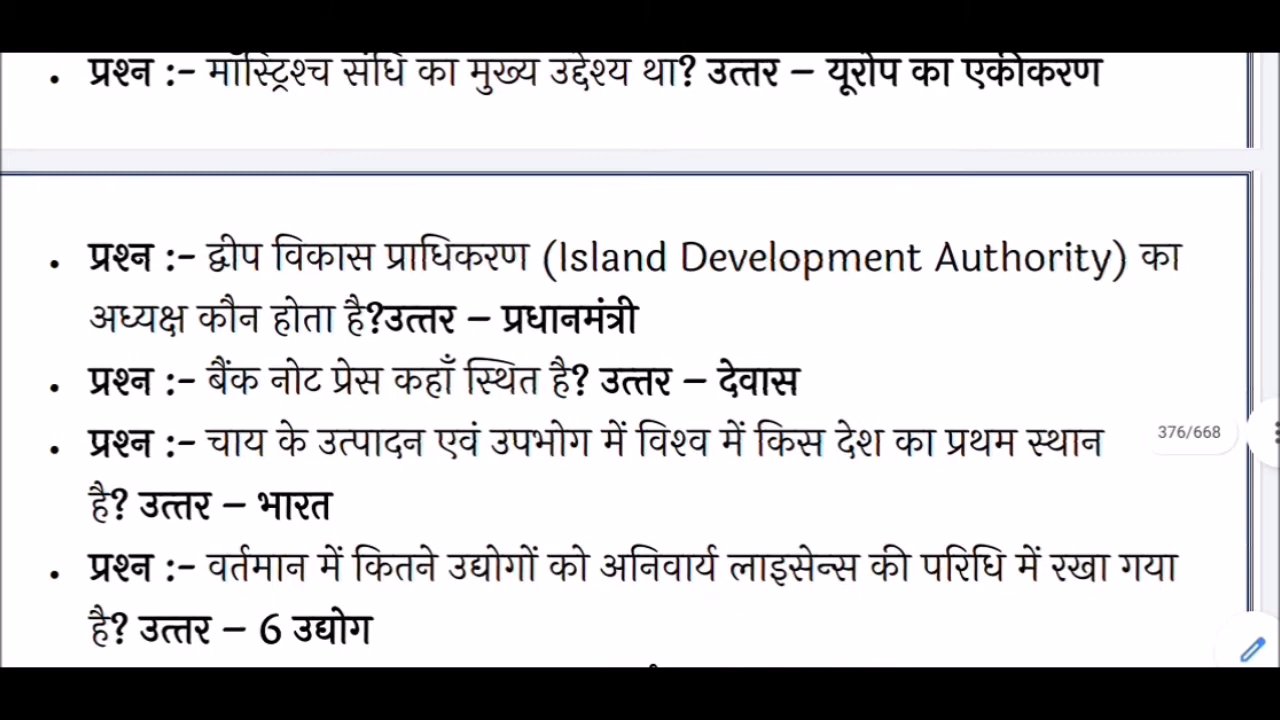 • प्रश्न :- मॉस्ट्रिश्च संधि का मुख्य उद्देश्य था? उत्तर – यूरोप का एकीकरण
• प्रश्न :- द्वीप विकास प्राधिकरण (Island Development Authority) का
अध्यक्ष कौन होता है?उत्तर – प्रधानमंत्री
• प्रश्न :- बैंक नोट प्रेस कहाँ स्थित है? उत्तर – देवास
• प्रश्न :- चाय के उत्पादन एवं उपभोग में विश्व में किस देश का प्रथम स्थान
है? उत्तर – भारत
376/668
• प्रश्न :- वर्तमान में कितने उद्योगों को अनिवार्य लाइसेन्स की परिधि में रखा गया
है? उत्तर – 6 उद्योग